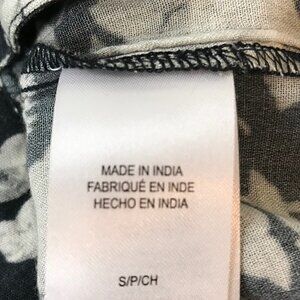 MADE IN INDIA
FABRIQUÉ EN INDE
HECHO EN INDIA
S/P/CH